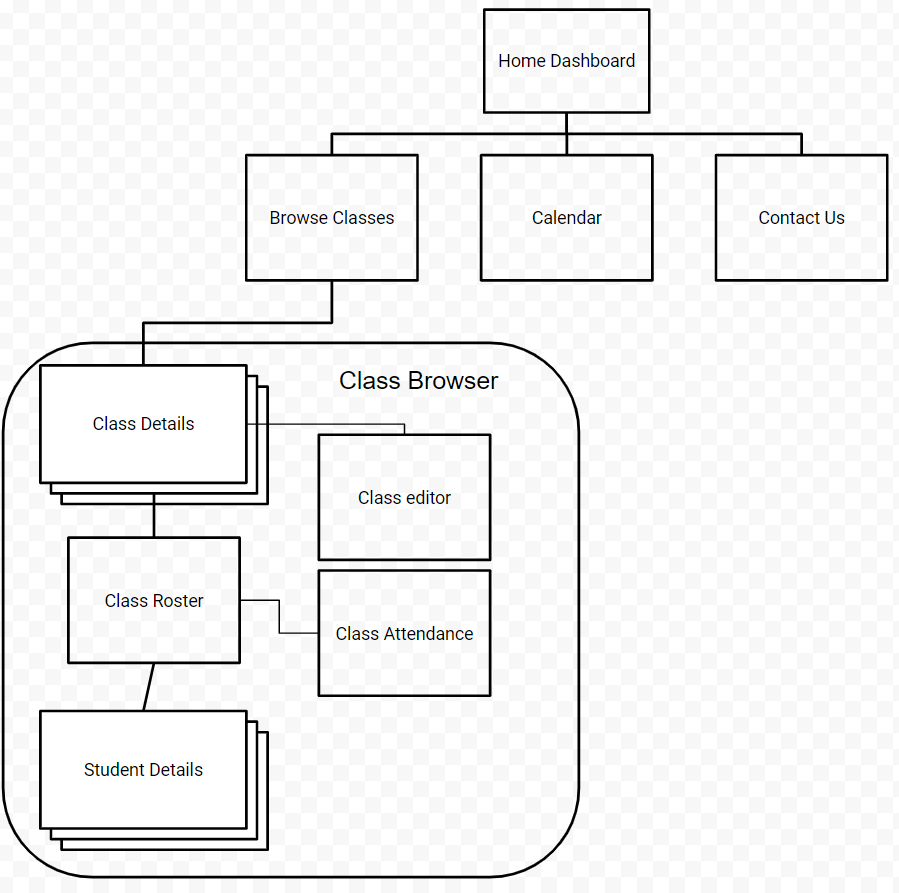 Home Dashboard
Browse Classes
Calendar
Contact Us
Class Browser
Class Details
Class editor
Class Roster
Class Attendance
Student Details